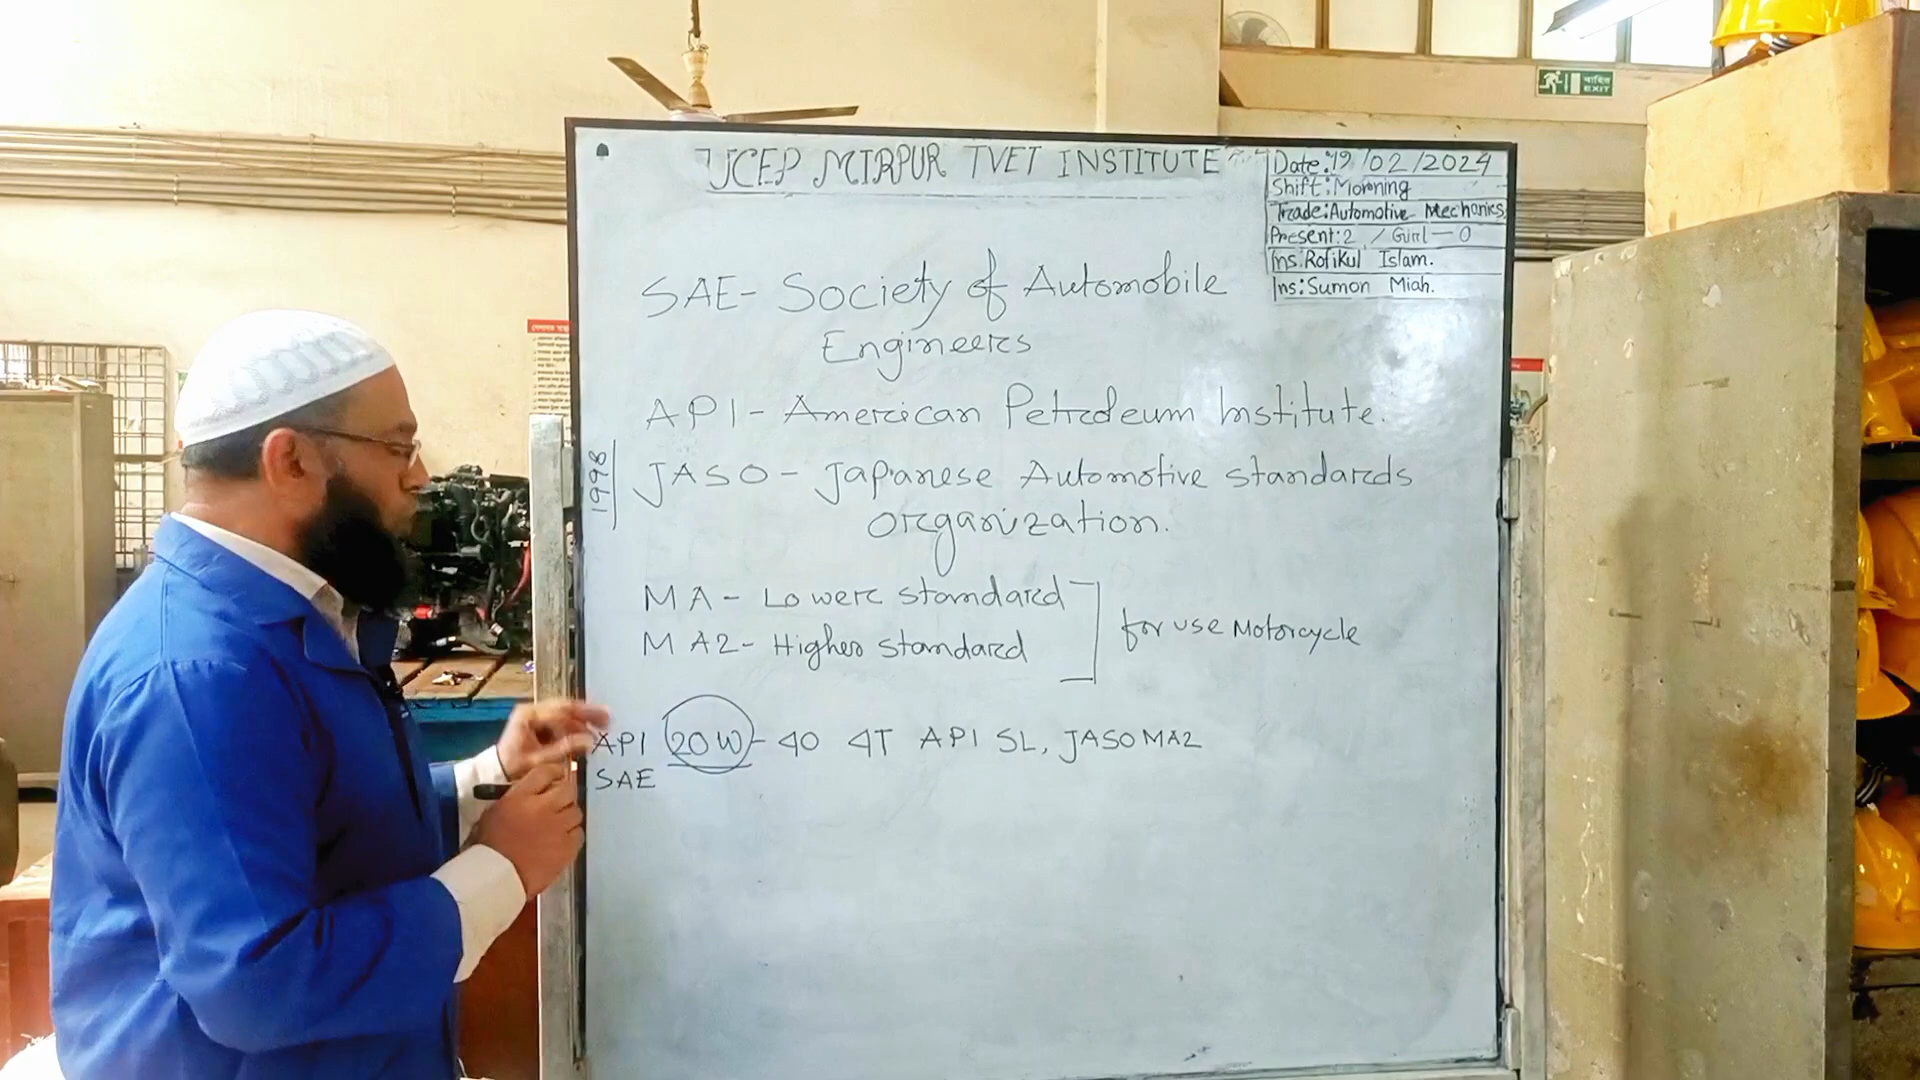 UCEP MIRPUR TVET INSTITUTE
Date: 19/02/2024
Shift: Morning
Trade: Automotive Mechanics
Present: 2 / Girl - 0
Ins: Rofikul Islam.
Ins: Sumon Miah.
SAE- Society of Automobile
Engineers
API - American Petroleum Institute.
1998
JASO - Japanese Automotive standards
organization.
MA - Lower standard
MA2 - Higher standard
for use Motorcycle
API 20W - 40 4T API SL, JASO MA2
SAE
বাহির
EXIT